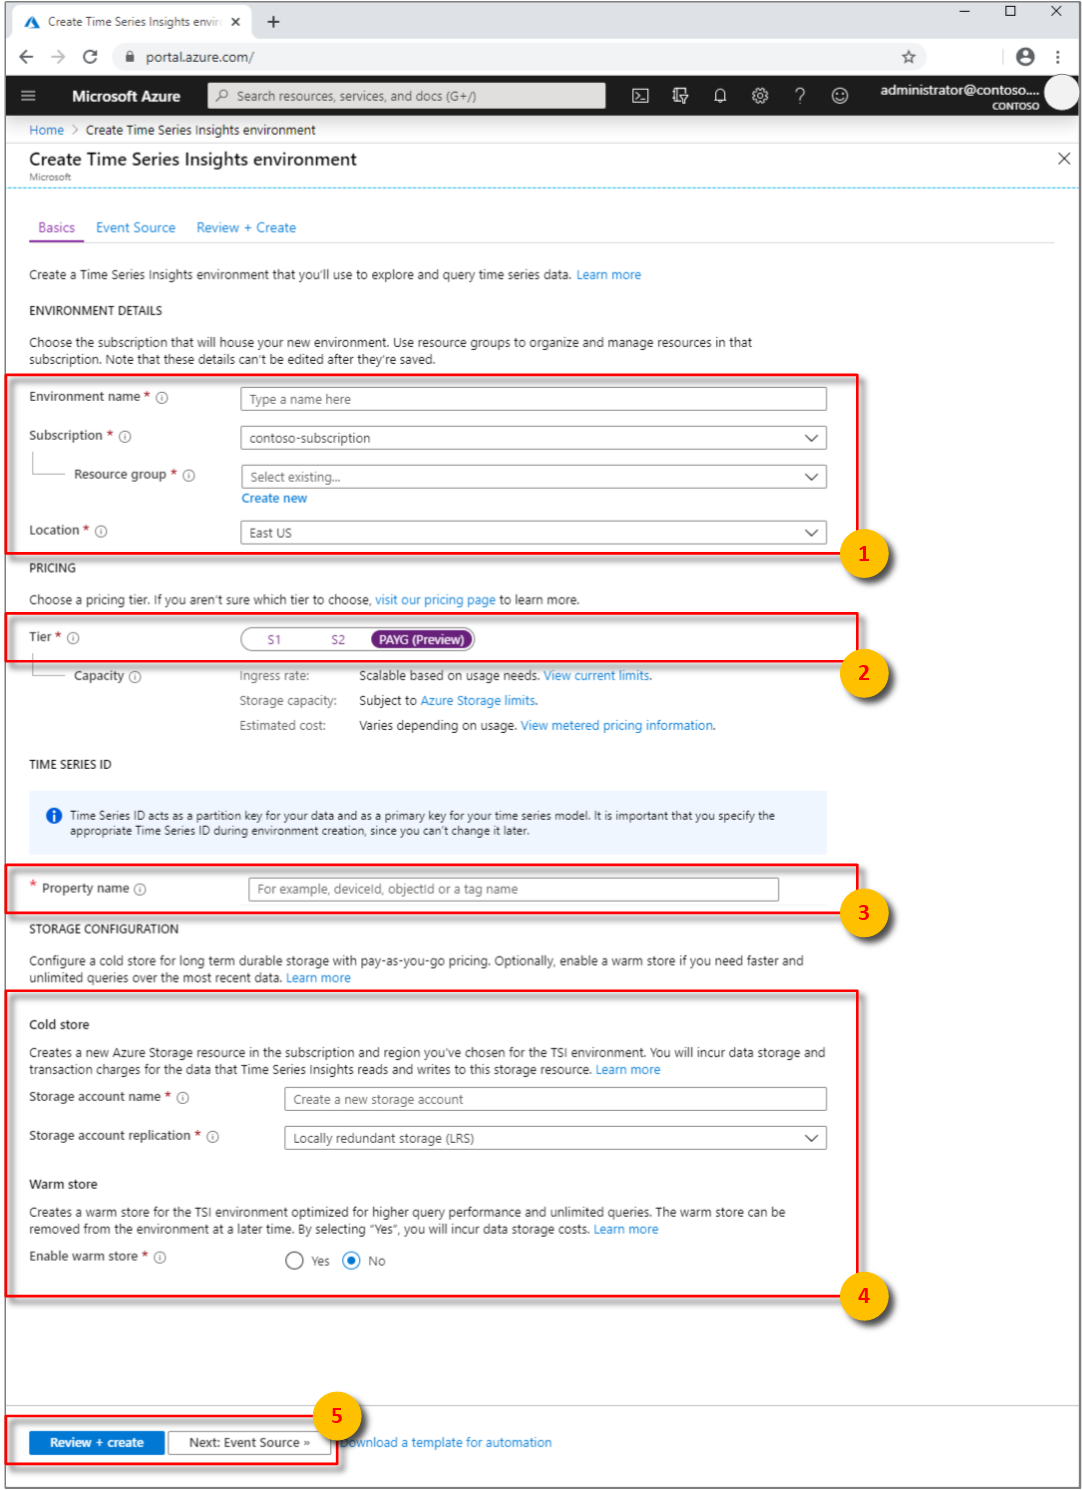 Create Time Series Insights envir
portal.azure.com/
Microsoft Azure
Search resources, services, and docs (G+/)
administrator@contoso....
CONTOSO
Home > Create Time Series Insights environment
Create Time Series Insights environment
Microsoft
Basics Event Source Review + Create
Create a Time Series Insights environment that you'll use to explore and query time series data. Learn more
ENVIRONMENT DETAILS
Choose the subscription that will house your new environment. Use resource groups to organize and manage resources in that
subscription. Note that these details can't be edited after they're saved.
Environment name * Type a name here
Subscription * contoso-subscription
Resource group * Select existing...
Create new
Location * East US
1
PRICING
Choose a pricing tier. If you aren't sure which tier to choose, visit our pricing page to learn more.
Tier * S1 S2 PAYG (Preview)
2
Capacity Ingress rate: Scalable based on usage needs. View current limits.
Storage capacity: Subject to Azure Storage limits.
Estimated cost: Varies depending on usage. View metered pricing information.
TIME SERIES ID
Time Series ID acts as a partition key for your data and as a primary key for your time series model. It is important that you specify the
appropriate Time Series ID during environment creation, since you can't change it later.
* Property name For example, deviceId, objectId or a tag name
3
STORAGE CONFIGURATION
Configure a cold store for long term durable storage with pay-as-you-go pricing. Optionally, enable a warm store if you need faster and
unlimited queries over the most recent data. Learn more
Cold store
Creates a new Azure Storage resource in the subscription and region you've chosen for the TSI environment. You will incur data storage and
transaction charges for the data that Time Series Insights reads and writes to this storage resource. Learn more
Storage account name * Create a new storage account
Storage account replication * Locally redundant storage (LRS)
Warm store
Creates a warm store for the TSI environment optimized for higher query performance and unlimited queries. The warm store can be
removed from the environment at a later time. By selecting "Yes", you will incur data storage costs. Learn more
Enable warm store * Yes No
4
5
Review + create Next: Event Source » Download a template for automation